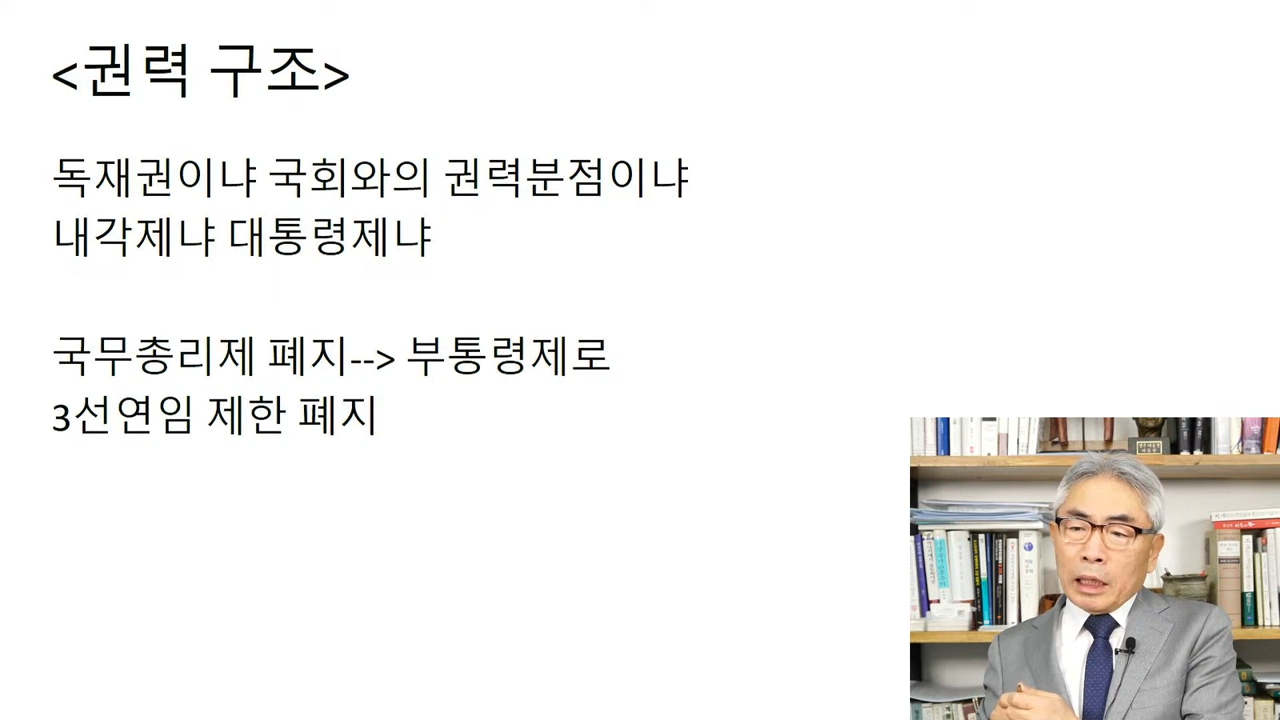 <권력 구조>
독재권이냐 국회와의 권력분점이냐
내각제냐 대통령제냐
국무총리제 폐지--> 부통령제로
3선연임 제한 폐지